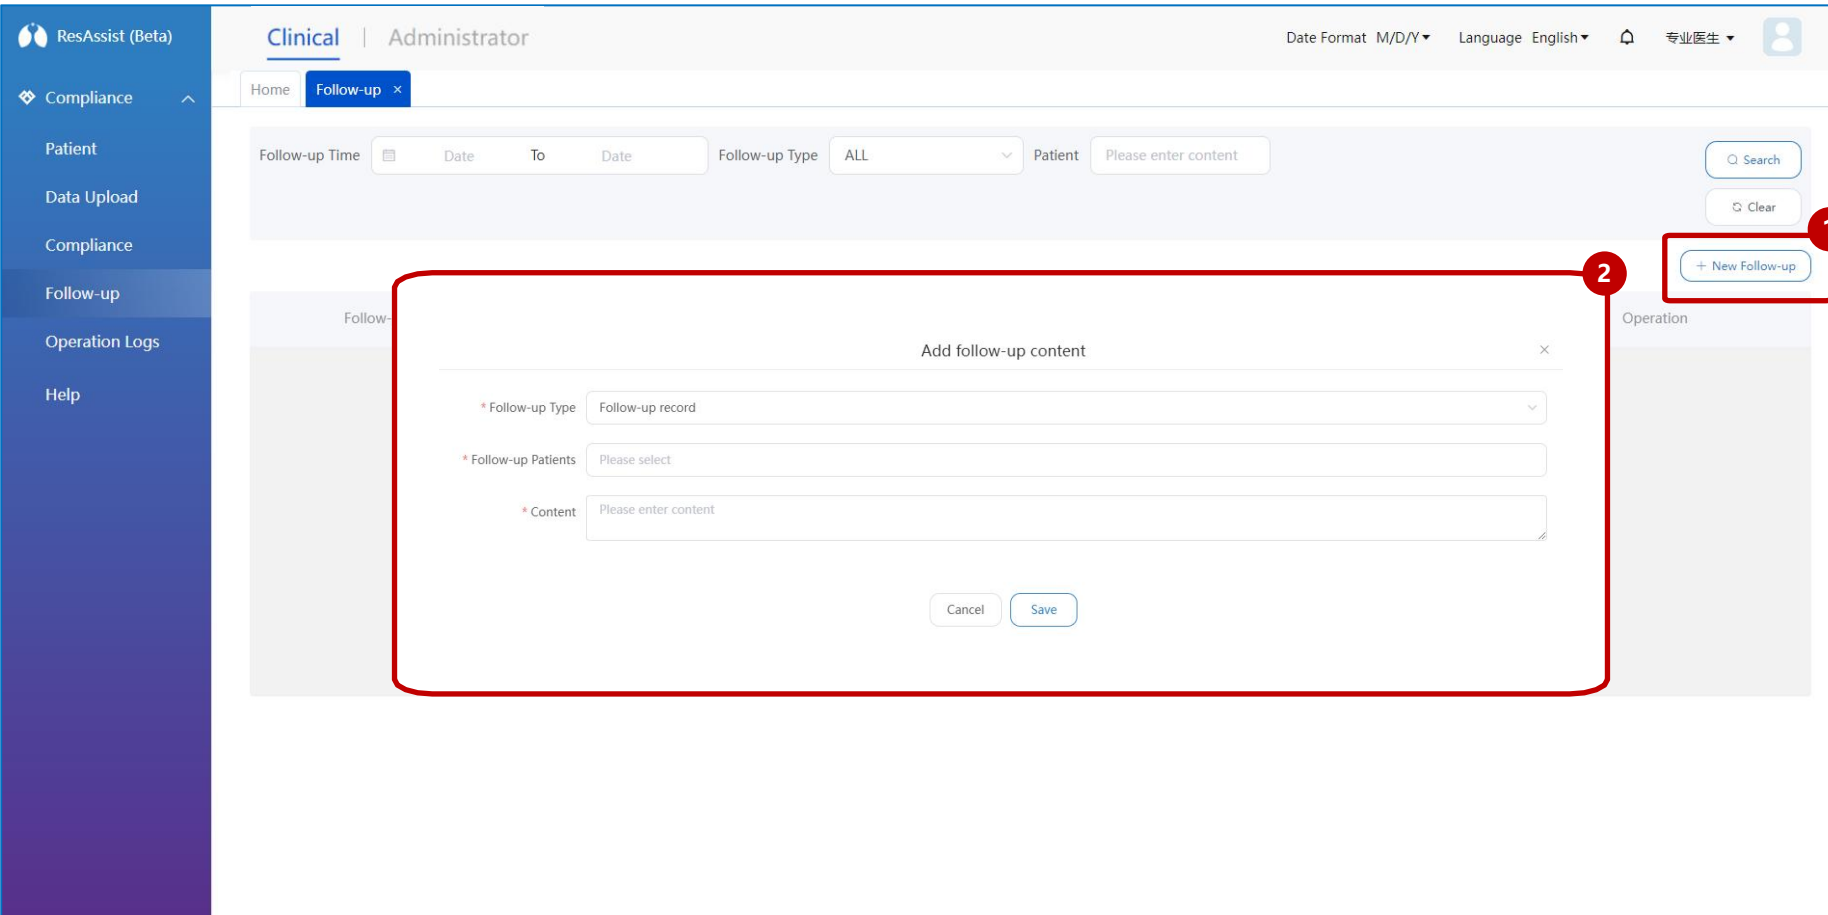 ResAssist (Beta)
Clinical | Administrator
Date Format M/D/Y
Language English
专业医生
Compliance
Home
Follow-up ×
Patient
Data Upload
Compliance
Follow-up
Operation Logs
Help
Follow-up Time Date To Date
Follow-up Type ALL
Patient Please enter content
Search
Clear
1
+ New Follow-up
2
Follow-
Operation
Add follow-up content ×
* Follow-up Type Follow-up record
* Follow-up Patients Please select
* Content Please enter content
Cancel Save